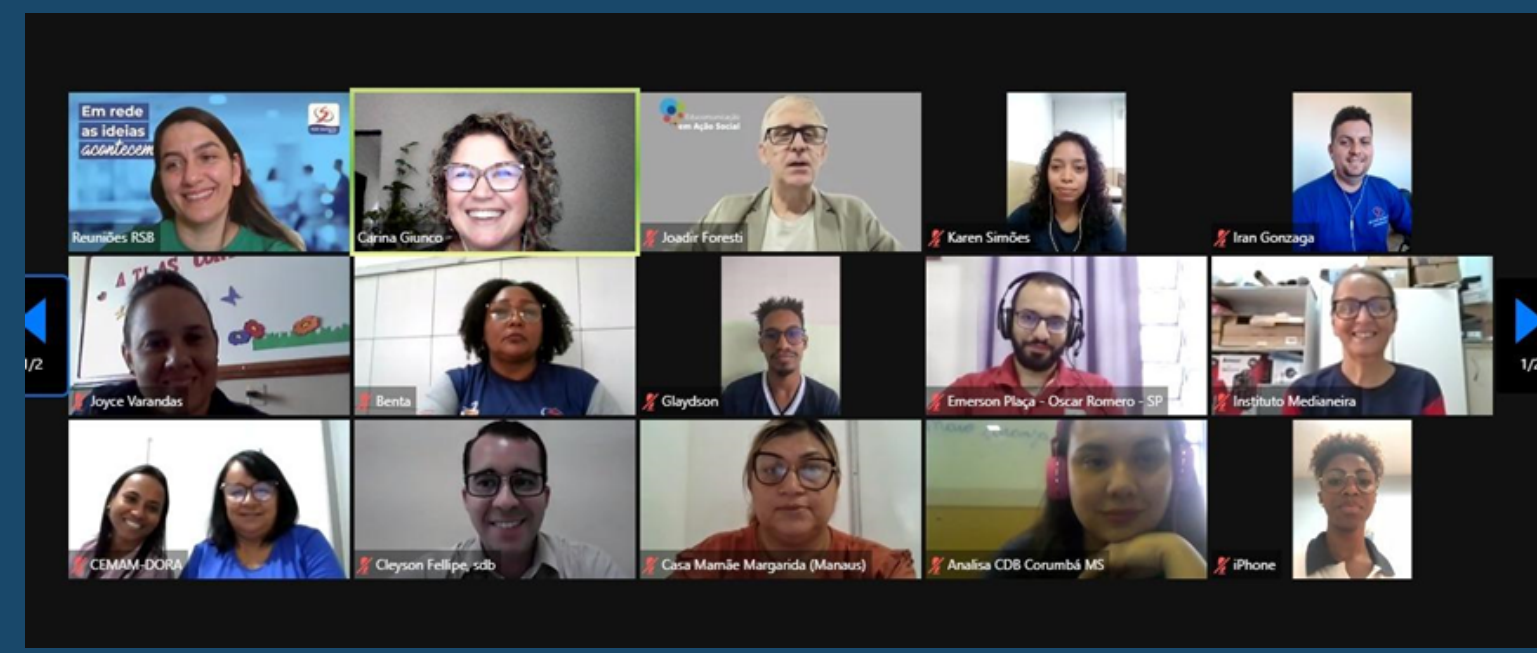 Em rede
as ideias
acontecem
Educomunicação
em Ação Social
Reuniões RSB
Carina Giunco
Joadir Foresti
Karen Simões
Iran Gonzaga
A TLAS
Joyce Varandas
Benta
Glaydson
Emerson Plaça - Oscar Romero - SP
Instituto Medianeira
1/2
1/2
CEMAM-DORA
Cleyson Fellipe, sdb
Casa Mamãe Margarida (Manaus)
Analisa CDB Corumbá MS
iPhone